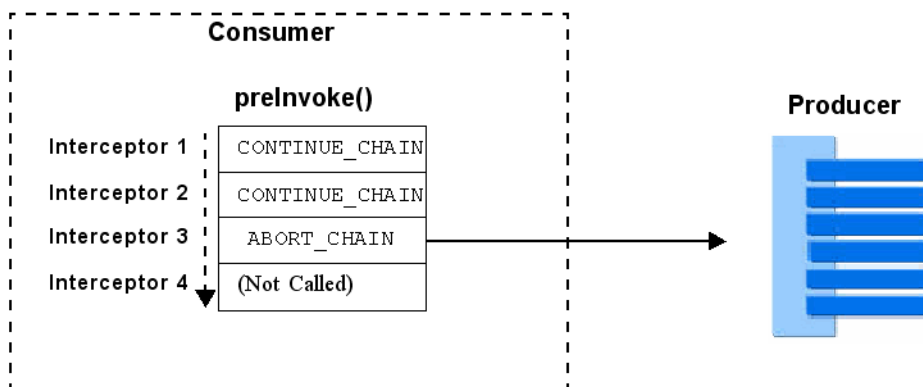 Consumer
preInvoke()
Producer
Interceptor 1 CONTINUE_CHAIN
Interceptor 2 CONTINUE_CHAIN
Interceptor 3 ABORT_CHAIN
Interceptor 4 (Not Called)